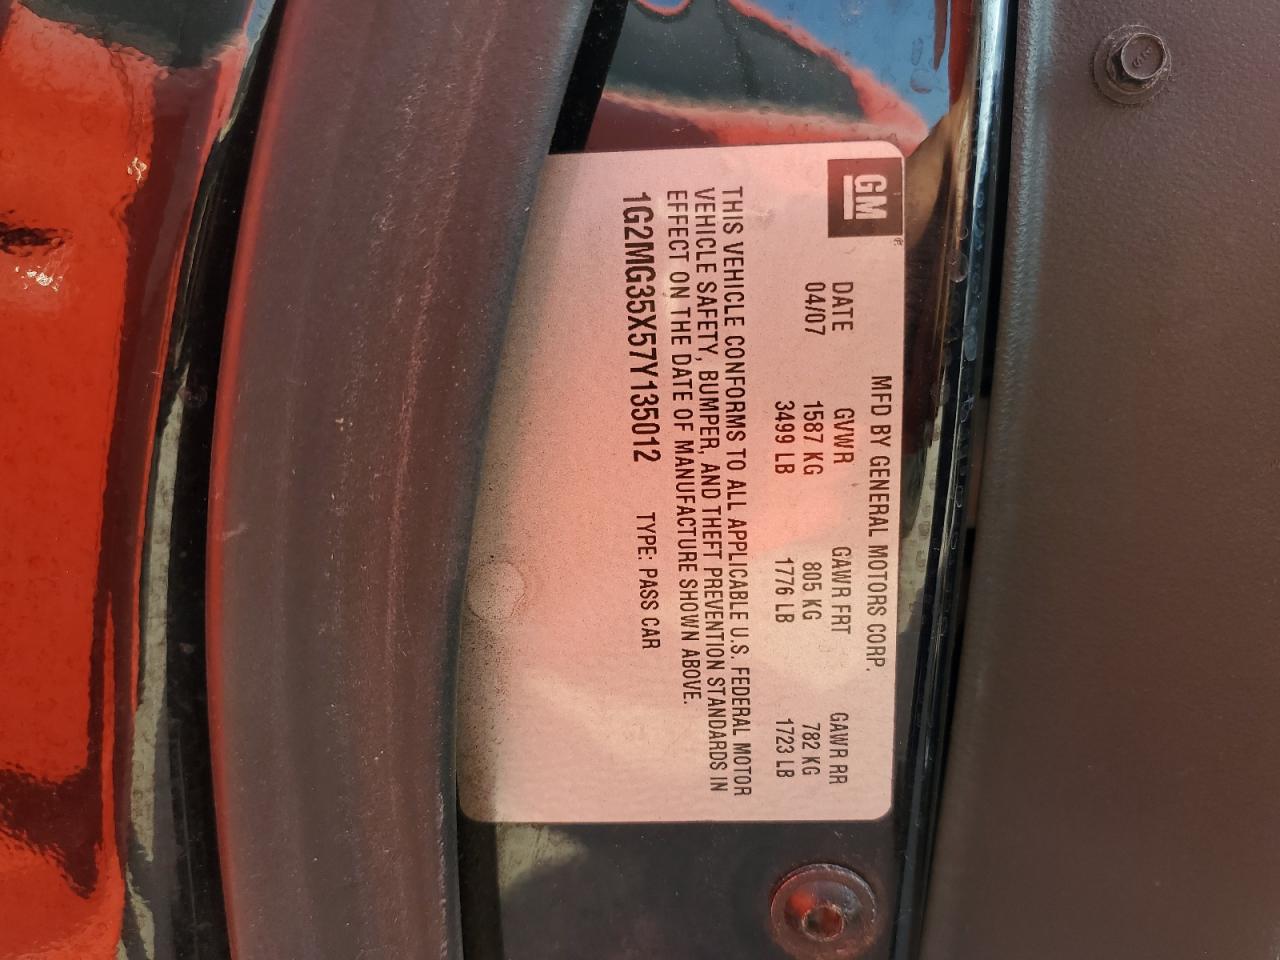 GM
MFD BY GENERAL MOTORS CORP.
DATE GVWR GAWR FRT GAWR RR
04/07 1587 KG 805 KG 782 KG
3499 LB 1776 LB 1723 LB
THIS VEHICLE CONFORMS TO ALL APPLICABLE U.S. FEDERAL MOTOR
VEHICLE SAFETY, BUMPER, AND THEFT PREVENTION STANDARDS IN
EFFECT ON THE DATE OF MANUFACTURE SHOWN ABOVE.
1G2MG35X57Y135012 TYPE: PASS CAR